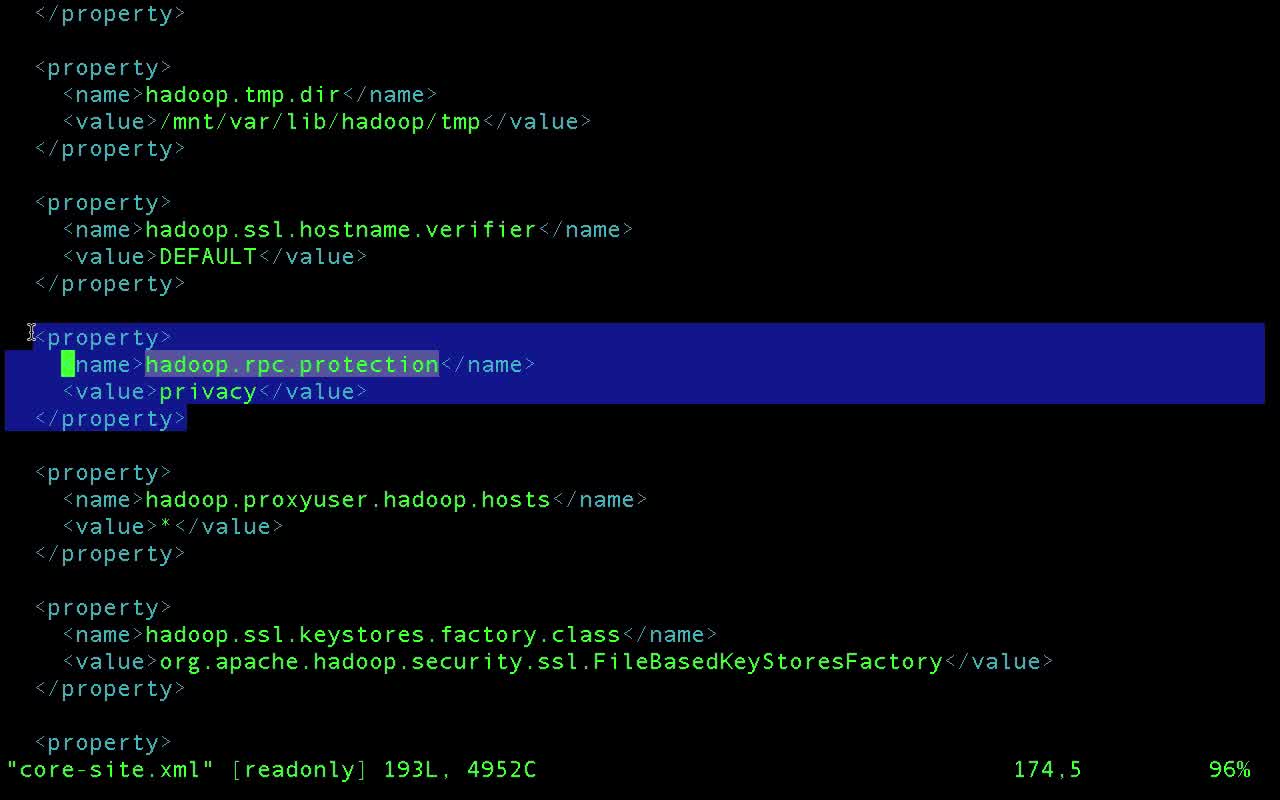 </property>
<property>
<name>hadoop.tmp.dir</name>
<value>/mnt/var/lib/hadoop/tmp</value>
</property>
<property>
<name>hadoop.ssl.hostname.verifier</name>
<value>DEFAULT</value>
</property>
<property>
<name>hadoop.rpc.protection</name>
<value>privacy</value>
</property>
<property>
<name>hadoop.proxyuser.hadoop.hosts</name>
<value>*</value>
</property>
<property>
<name>hadoop.ssl.keystores.factory.class</name>
<value>org.apache.hadoop.security.ssl.FileBasedKeyStoresFactory</value>
</property>
<property>
"core-site.xml" [readonly] 193L, 4952C 174,5 96%